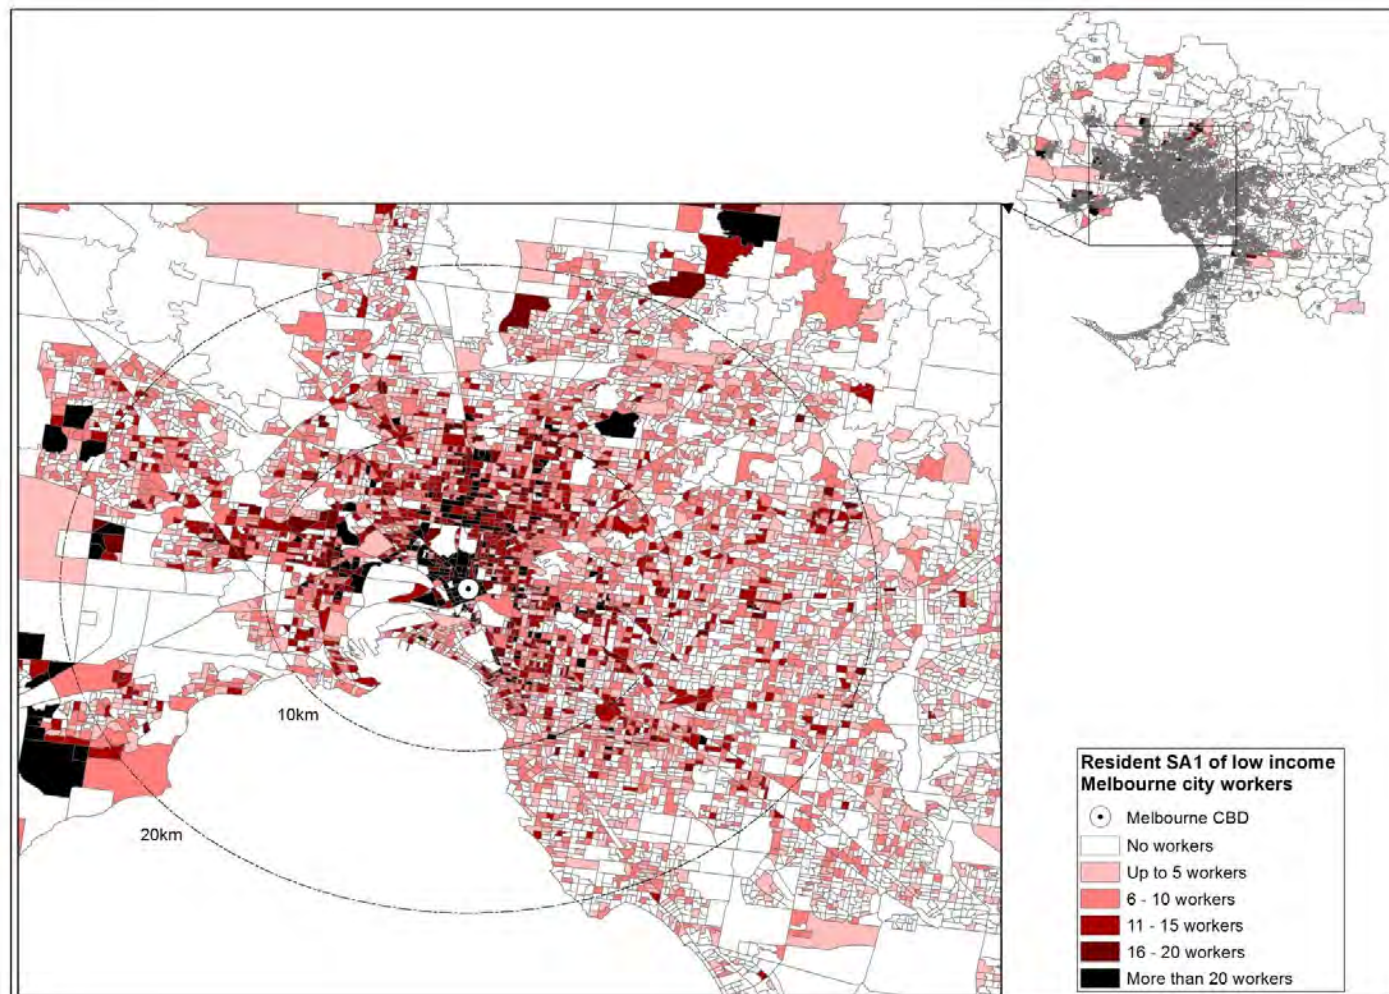 10km
20km
Resident SA1 of low income
Melbourne city workers
Melbourne CBD
No workers
Up to 5 workers
6 - 10 workers
11 - 15 workers
16 - 20 workers
More than 20 workers